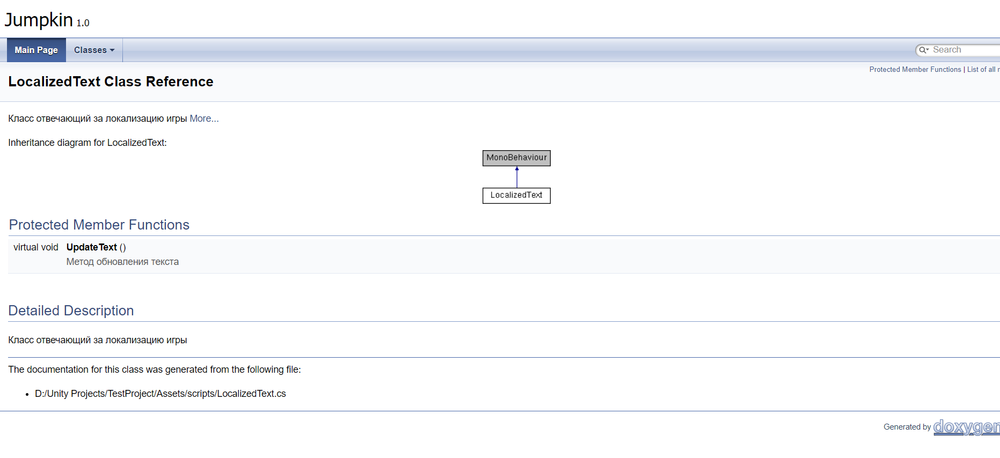 Jumpkin 1.0
Main Page Classes Search
Protected Member Functions | List of all
LocalizedText Class Reference
Класс отвечающий за локализацию игры More...
Inheritance diagram for LocalizedText:
MonoBehaviour
LocalizedText
Protected Member Functions
virtual void UpdateText ()
Метод обновления текста
Detailed Description
Класс отвечающий за локализацию игры
The documentation for this class was generated from the following file:
• D:/Unity Projects/TestProject/Assets/scripts/LocalizedText.cs
Generated by doxygen